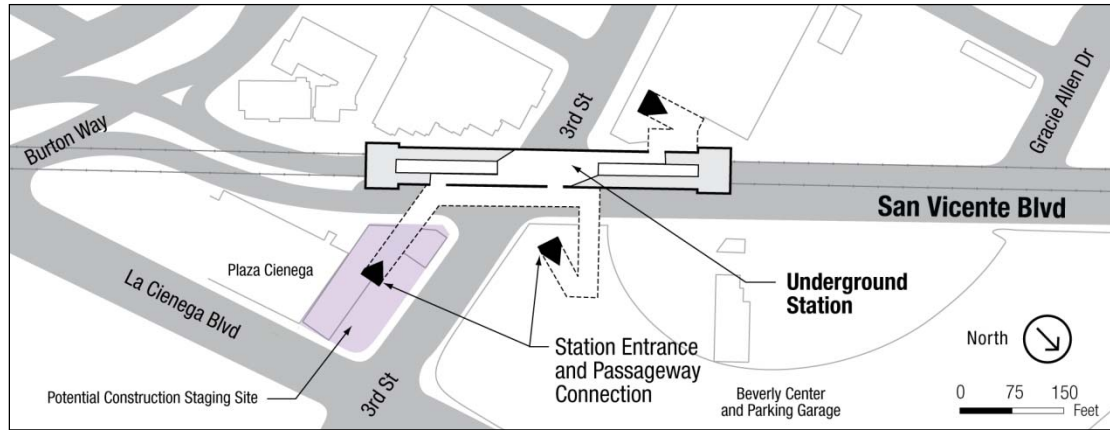 Burton Way
3rd St
Gracie Allen Dr
San Vicente Blvd
Plaza Cienega
La Cienega Blvd
Underground
Station
Station Entrance
and Passageway
Connection
North
Potential Construction Staging Site
3rd St
Beverly Center
and Parking Garage
0 75 150
Feet